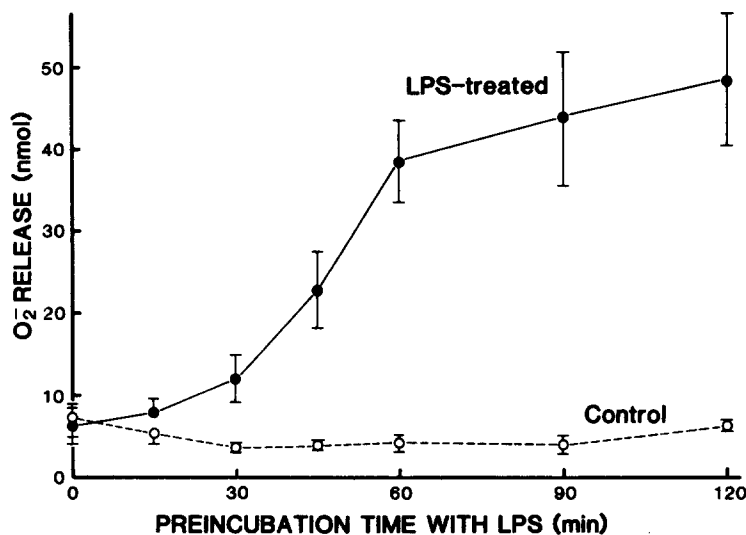 50
40
30
20
10
0
O₂⁻ RELEASE (nmol)
LPS-treated
Control
0 30 60 90 120
PREINCUBATION TIME WITH LPS (min)